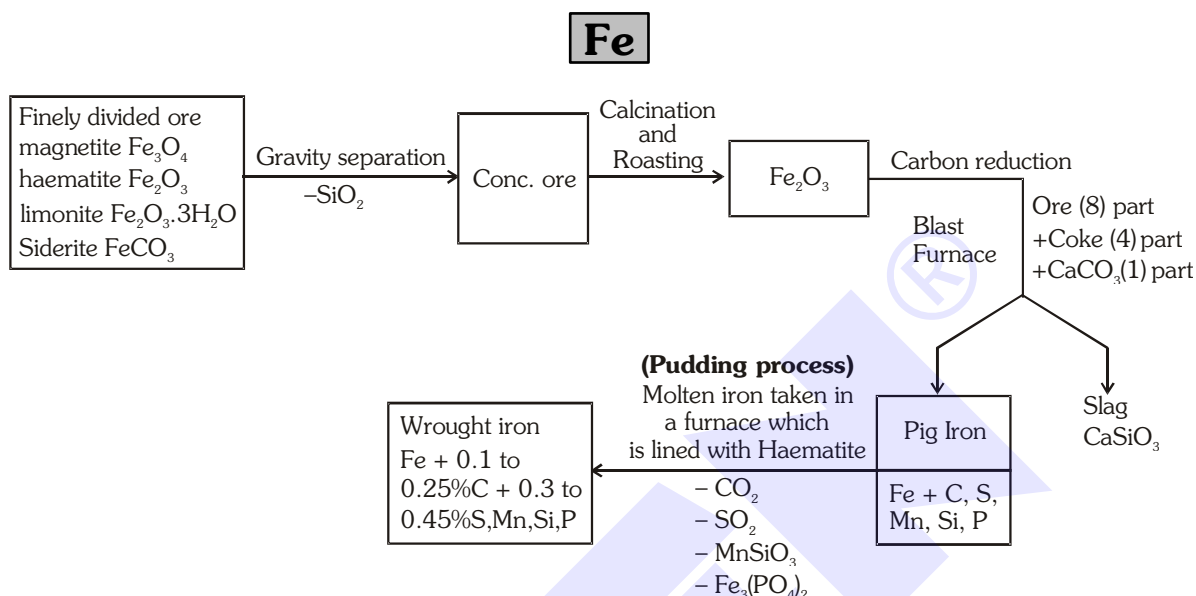 Fe
Finely divided ore
magnetite Fe₃O₄
haematite Fe₂O₃
limonite Fe₂O₃.3H₂O
Siderite FeCO₃
Gravity separation
–SiO₂
Conc. ore
Calcination
and
Roasting
Fe₂O₃
Carbon reduction
Blast
Furnace
Ore (8) part
+Coke (4) part
+CaCO₃(1) part
Slag
CaSiO₃
Pig Iron
Fe + C, S,
Mn, Si, P
(Pudding process)
Molten iron taken in
a furnace which
is lined with Haematite
– CO₂
– SO₂
– MnSiO₃
– Fe₃(PO₄)₂
Wrought iron
Fe + 0.1 to
0.25%C + 0.3 to
0.45%S,Mn,Si,P
®